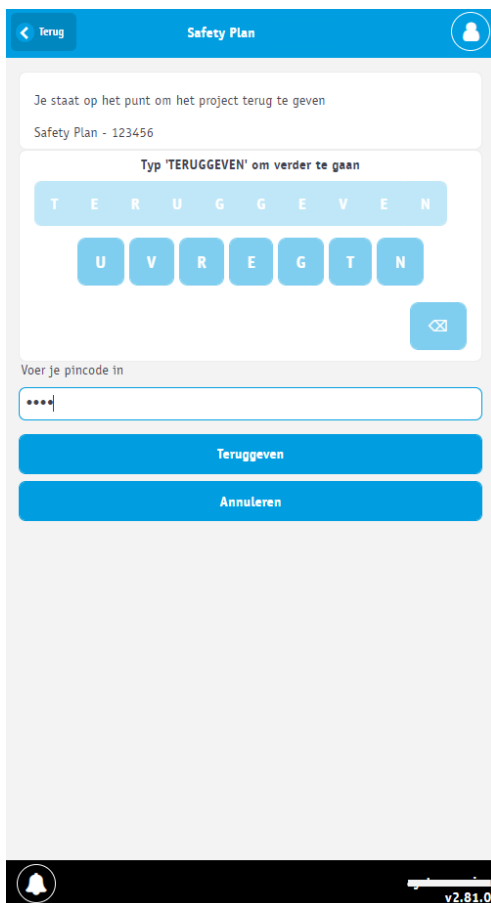 Terug Safety Plan
Je staat op het punt om het project terug te geven
Safety Plan - 123456
Typ 'TERUGGEVEN' om verder te gaan
T E R U G G E V E N
U V R E G T N
Voer je pincode in
••••
Teruggeven
Annuleren
v2.81.0